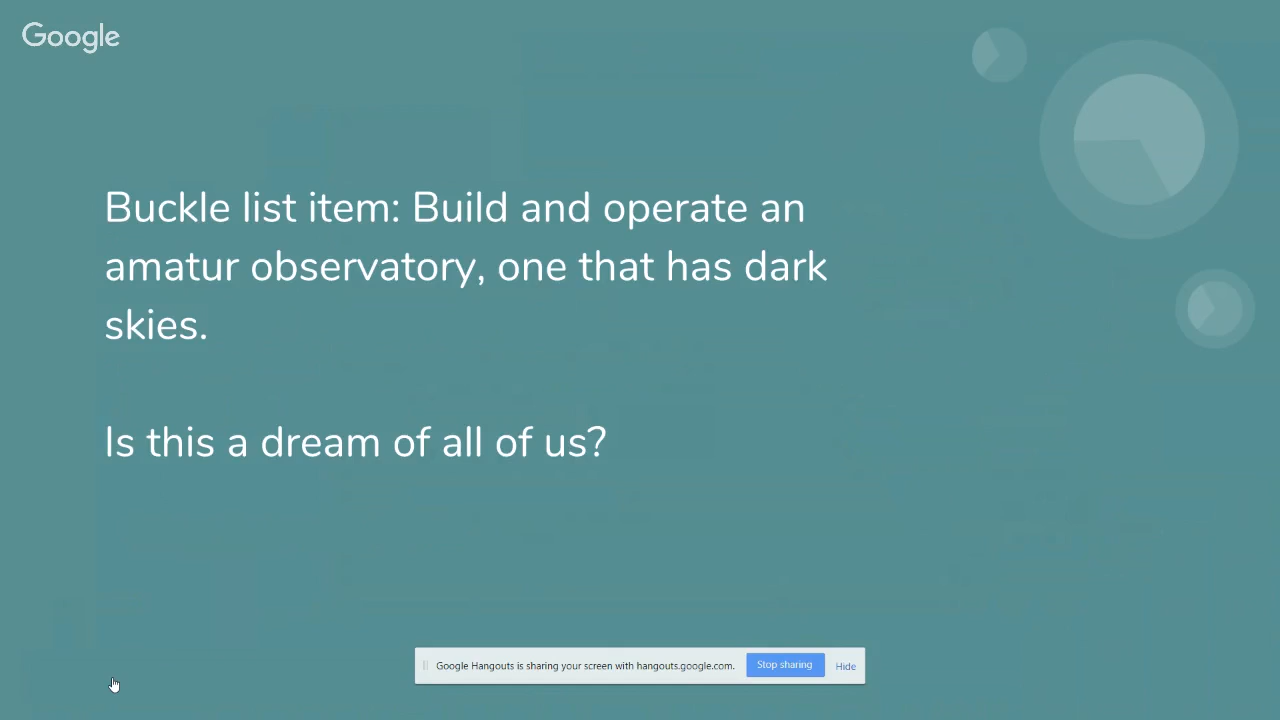 Google
Buckle list item: Build and operate an
amatur observatory, one that has dark
skies.
Is this a dream of all of us?
Google Hangouts is sharing your screen with hangouts.google.com.
Stop sharing
Hide